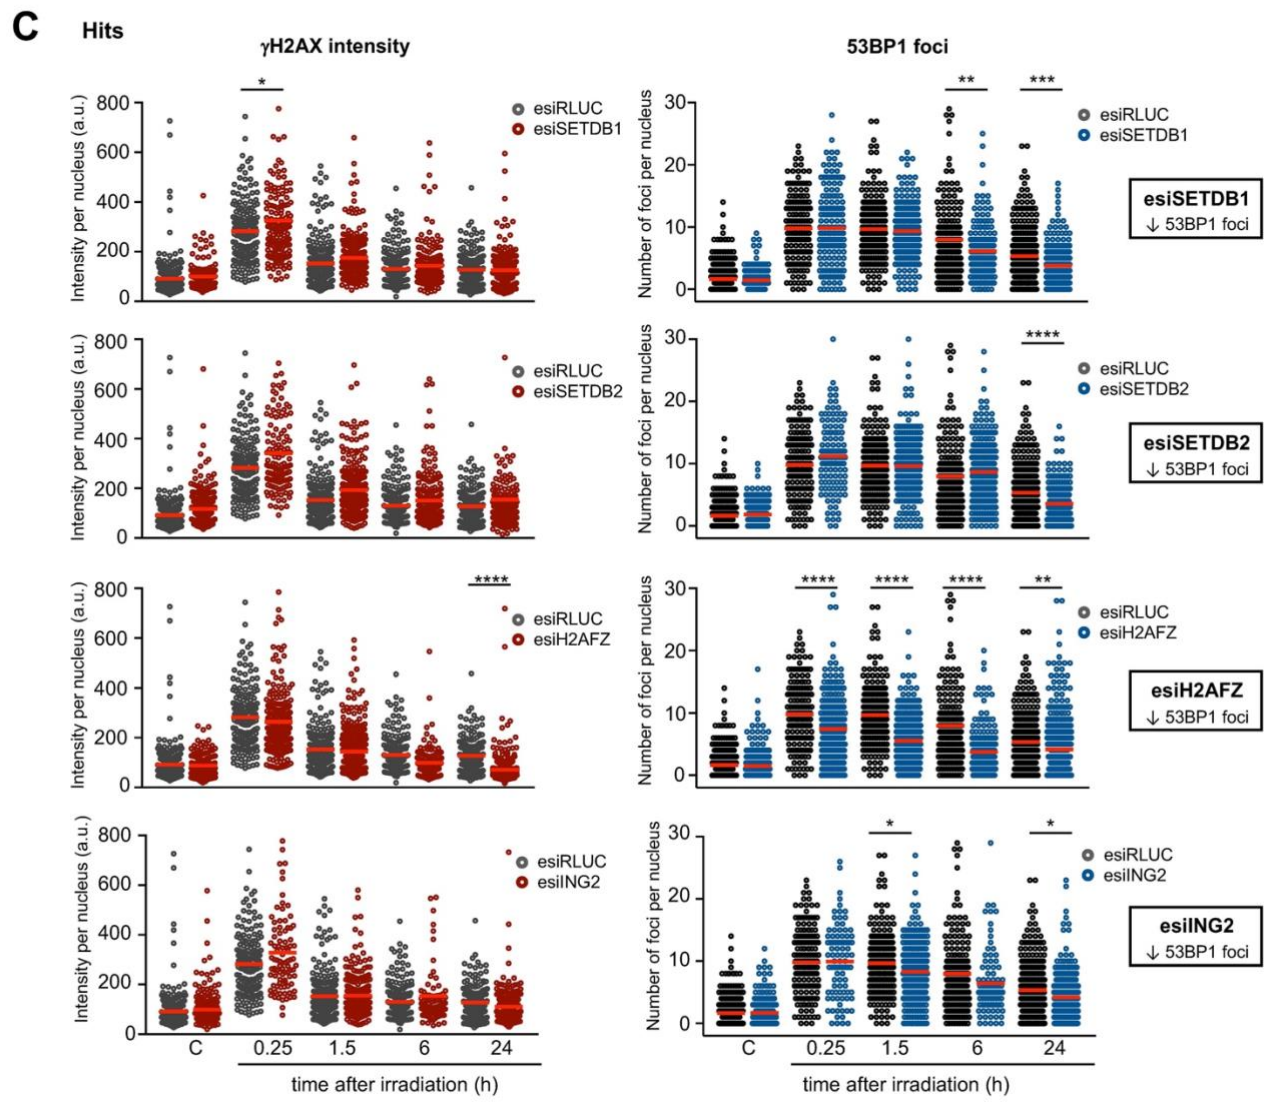 C
Hits
γH2AX intensity
53BP1 foci
Intensity per nucleus (a.u.)
800
600
400
200
0
*
esiRLUC
esiSETDB1
Number of foci per nucleus
30
20
10
0
**
***
esiRLUC
esiSETDB1
esiSETDB1
↓ 53BP1 foci
Intensity per nucleus (a.u.)
800
600
400
200
0
esiRLUC
esiSETDB2
Number of foci per nucleus
30
20
10
0
****
esiRLUC
esiSETDB2
esiSETDB2
↓ 53BP1 foci
Intensity per nucleus (a.u.)
800
600
400
200
0
****
esiRLUC
esiH2AFZ
Number of foci per nucleus
30
20
10
0
****
****
****
**
esiRLUC
esiH2AFZ
esiH2AFZ
↓ 53BP1 foci
Intensity per nucleus (a.u.)
800
600
400
200
0
esiRLUC
esiING2
C 0.25 1.5 6 24
time after irradiation (h)
Number of foci per nucleus
30
20
10
0
*
*
esiRLUC
esiING2
C 0.25 1.5 6 24
time after irradiation (h)
esiING2
↓ 53BP1 foci